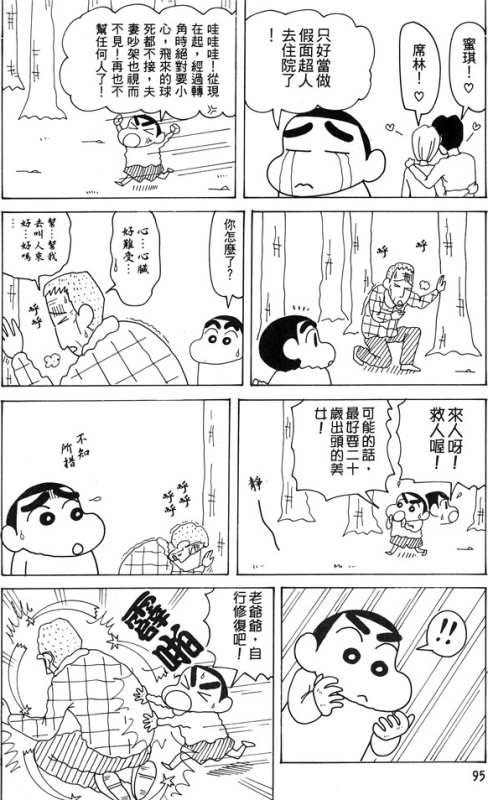 蜜琪！♡
席林！♡
只好當做
假面超人
去住院了
！
哇哇哇！從現
在起，經過轉
角時絕對要小
心，飛來的球
死都不接，夫
妻吵架也視而
不見！再也不
幫任何人了！
呼
呼
你怎麼了？
心…心臟
好難受…
幫…幫我
去叫人來
好…好嗎
…
呼
呼
來人呀！
救人喔！
可能的話，
最好要二十
歲出頭的美
女！
靜
不知
所措
呼
呼
呼
呼
!!
老爺爺，自
行修復吧！
霹
啪
95